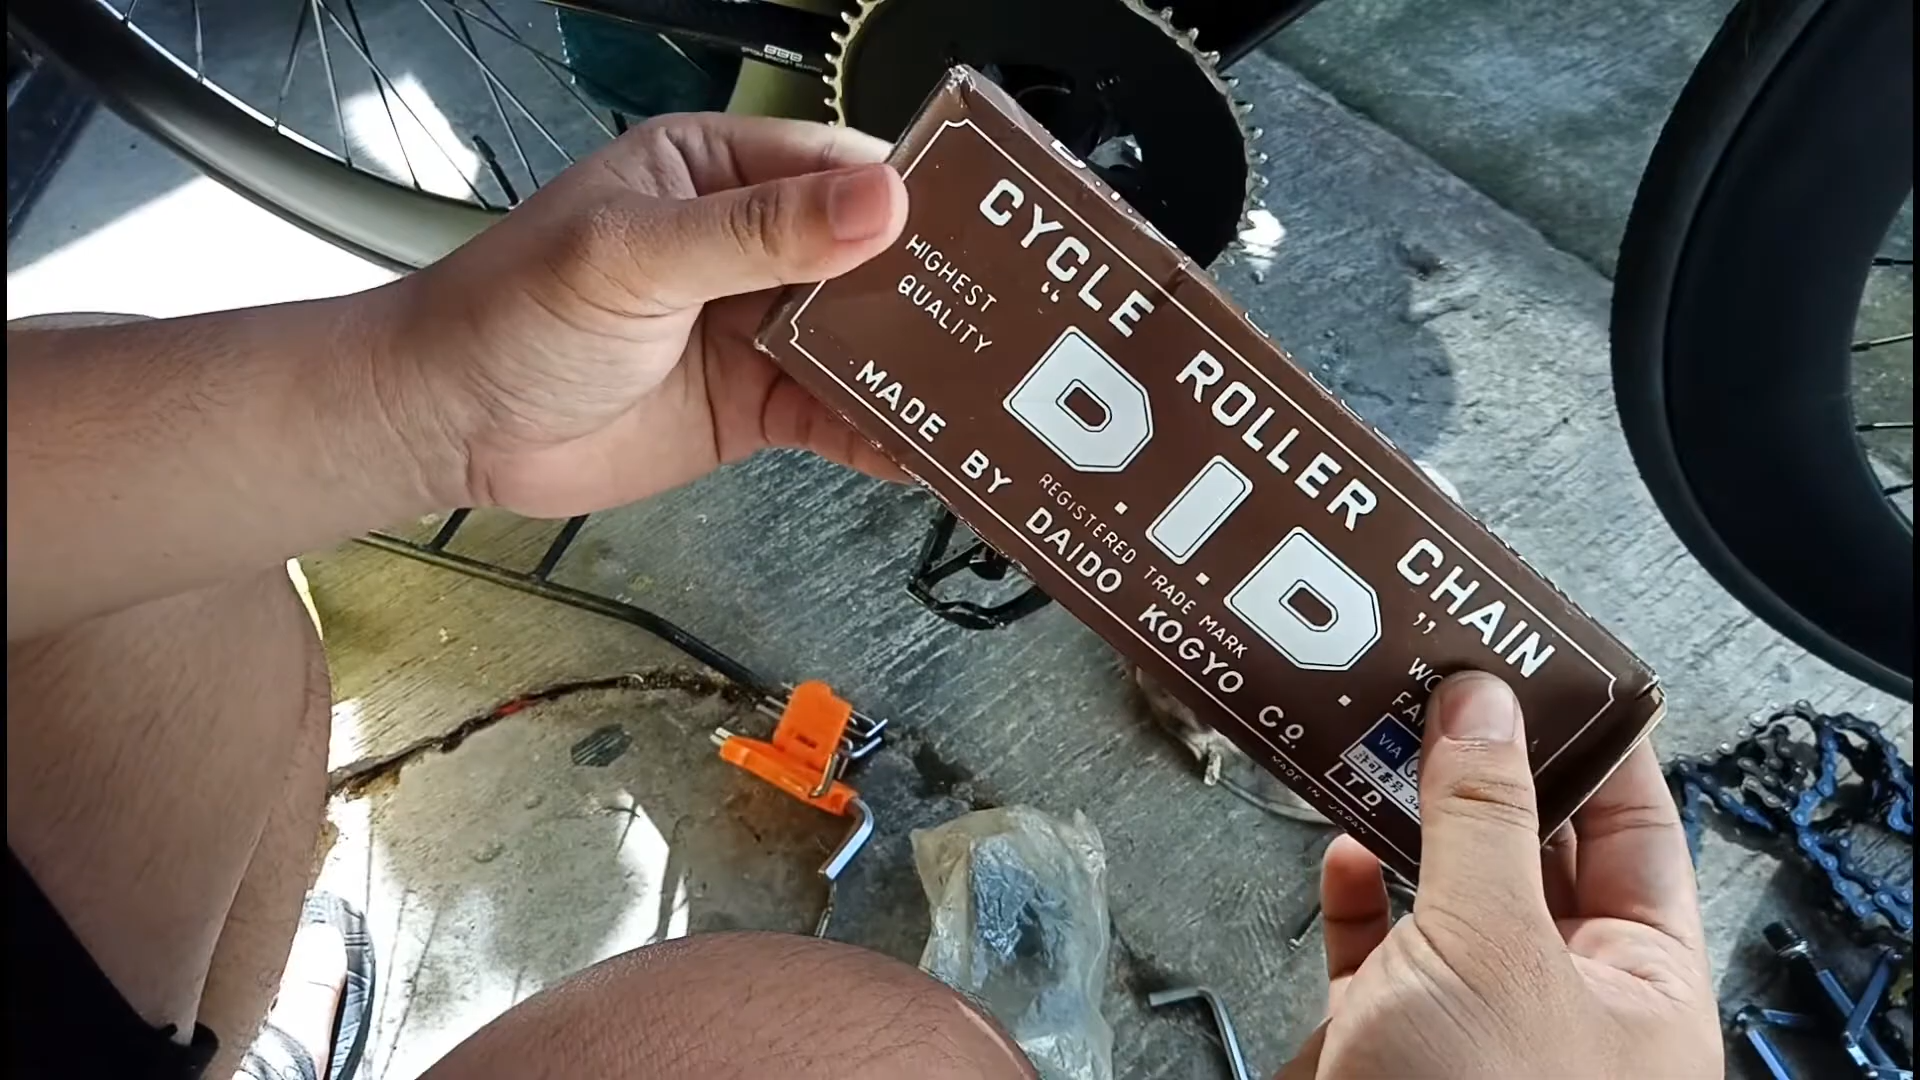 CYCLE ROLLER CHAIN
HIGHEST
QUALITY
“D.I.D.”
REGISTERED TRADE MARK
MADE BY DAIDO KOGYO Cº. LTD.
VIA
許可番号 34
MADE IN JAPAN